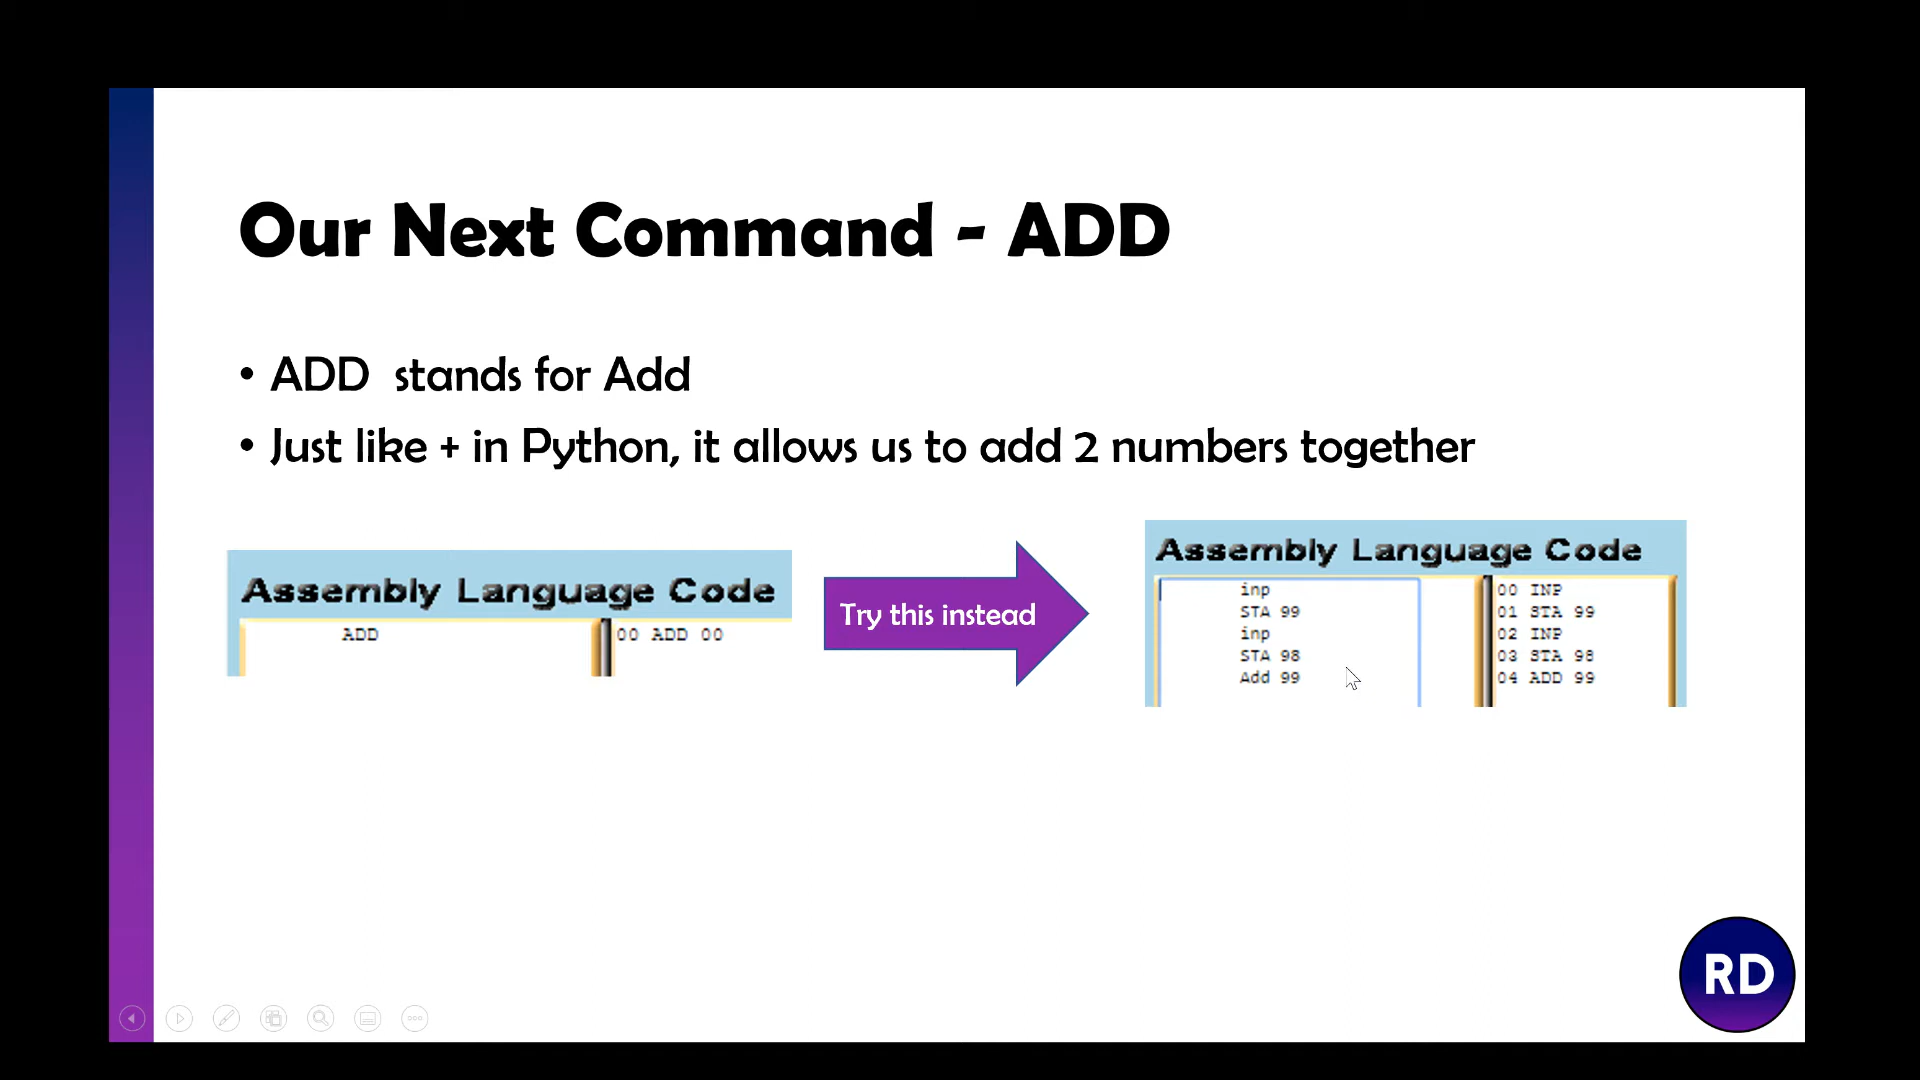 Our Next Command - ADD
• ADD stands for Add
• Just like + in Python, it allows us to add 2 numbers together
Assembly Language Code
ADD
00 ADD 00
Try this instead
Assembly Language Code
inp
STA 99
inp
STA 98
Add 99
00 INP
01 STA 99
02 INP
03 STA 98
04 ADD 99
RD